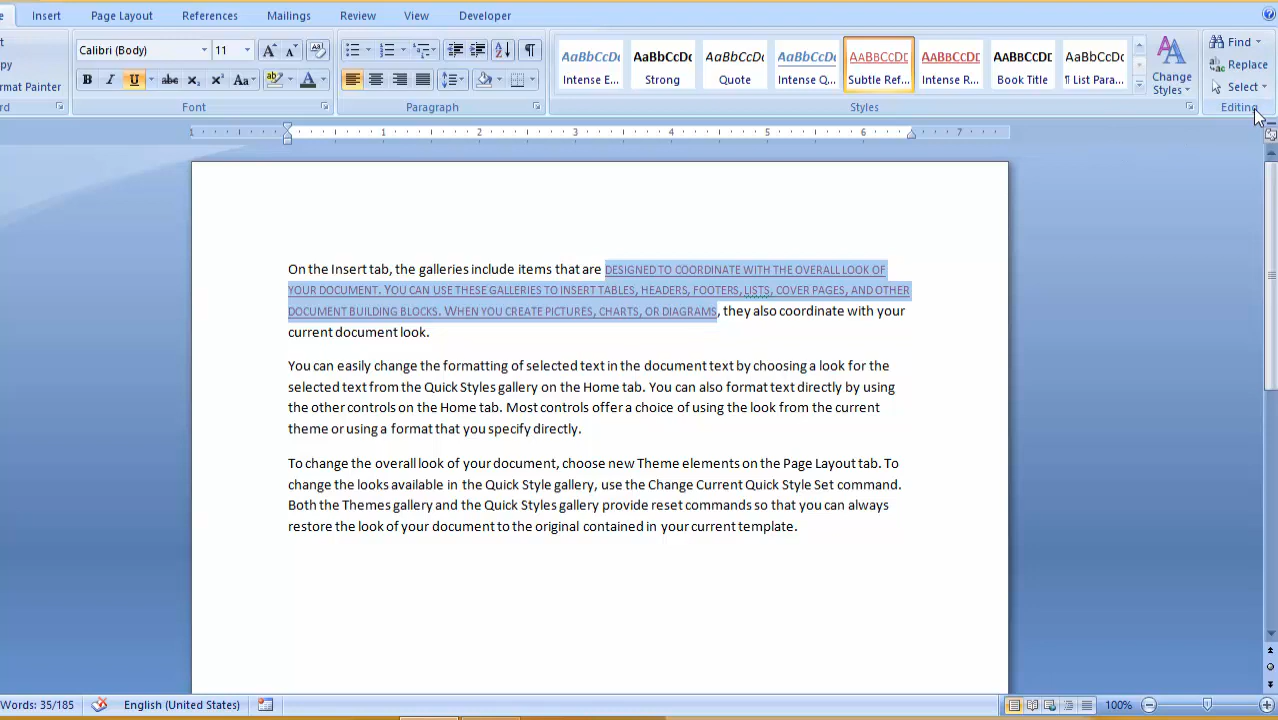 Insert Page Layout References Mailings Review View Developer
Calibri (Body) 11
Find
Replace
Select
Editing
AaBbCcDc AaBbCcDc AaBbCcDc AaBbCcDc AaBbCcDc AaBbCcDc AaBbCcDc AaBbCcDc
Intense E... Strong Quote Intense Q... Subtle Ref... Intense R... Book Title ¶ List Para...
Change
Styles
rmat Painter
Font Paragraph Styles
1 1 2 3 4 5 6 7
On the Insert tab, the galleries include items that are DESIGNED TO COORDINATE WITH THE OVERALL LOOK OF
YOUR DOCUMENT. YOU CAN USE THESE GALLERIES TO INSERT TABLES, HEADERS, FOOTERS, LISTS, COVER PAGES, AND OTHER
DOCUMENT BUILDING BLOCKS. WHEN YOU CREATE PICTURES, CHARTS, OR DIAGRAMS, they also coordinate with your
current document look.
You can easily change the formatting of selected text in the document text by choosing a look for the
selected text from the Quick Styles gallery on the Home tab. You can also format text directly by using
the other controls on the Home tab. Most controls offer a choice of using the look from the current
theme or using a format that you specify directly.
To change the overall look of your document, choose new Theme elements on the Page Layout tab. To
change the looks available in the Quick Style gallery, use the Change Current Quick Style Set command.
Both the Themes gallery and the Quick Styles gallery provide reset commands so that you can always
restore the look of your document to the original contained in your current template.
Words: 35/185 English (United States) 100%